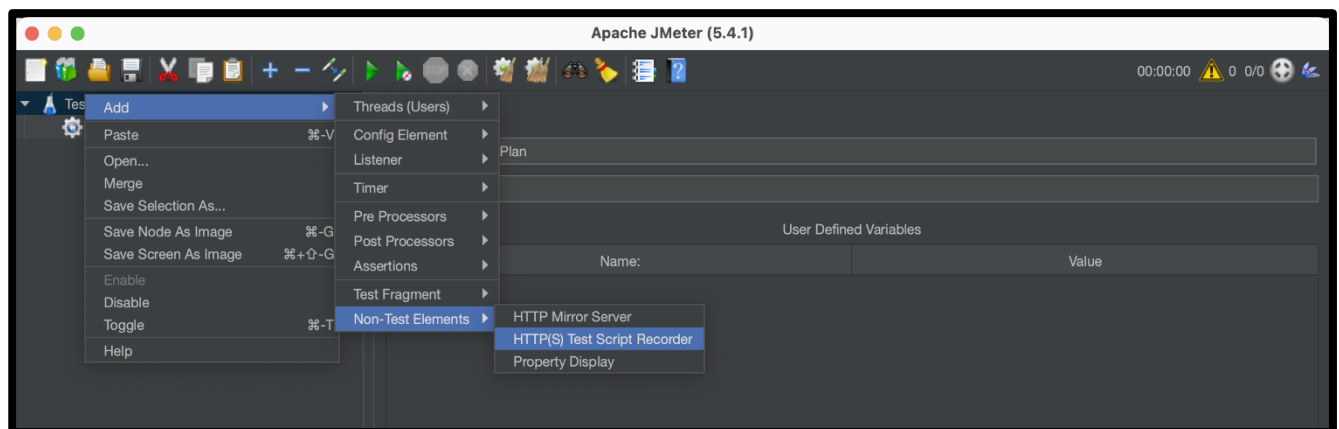 Apache JMeter (5.4.1)
STOP
00:00:00 0 0/0
Tes
Add
Paste ⌘-V
Open...
Merge
Save Selection As...
Save Node As Image ⌘-G
Save Screen As Image ⌘+⇧-G
Enable
Disable
Toggle ⌘-T
Help
Threads (Users)
Config Element
Listener
Timer
Pre Processors
Post Processors
Assertions
Test Fragment
Non-Test Elements
HTTP Mirror Server
HTTP(S) Test Script Recorder
Property Display
Plan
User Defined Variables
Name: Value